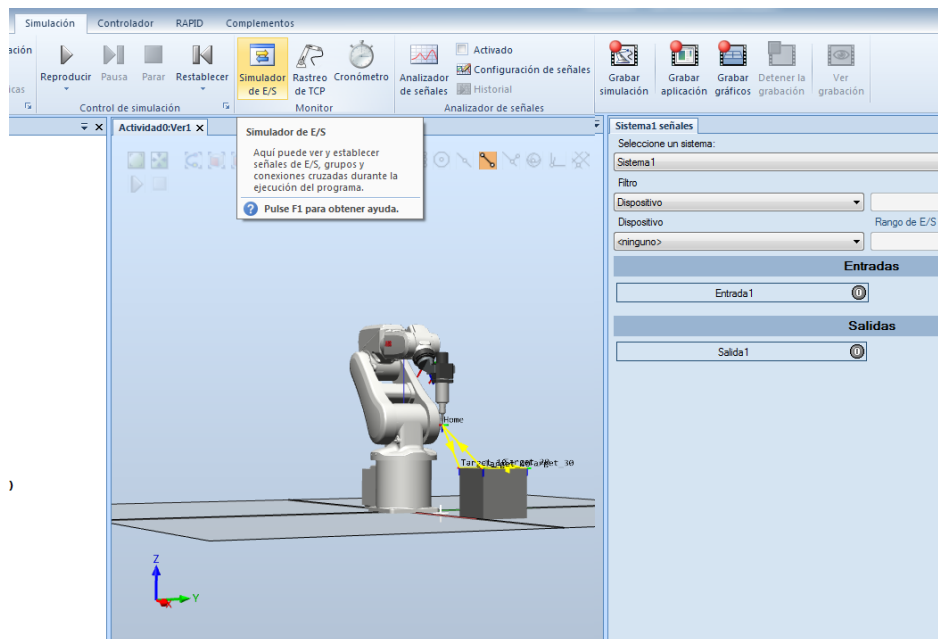 Simulación Controlador RAPID Complementos
Reproducir Pausa Parar Restablecer
Control de simulación
Simulador de E/S
Rastreo de TCP
Cronómetro
Monitor
Analizador de señales
Activado
Configuración de señales
Historial
Analizador de señales
Grabar simulación
Grabar aplicación
Grabar gráficos
Detener la grabación
Ver grabación
Actividad0:Ver1
Simulador de E/S
Aquí puede ver y establecer
señales de E/S, grupos y
conexiones cruzadas durante la
ejecución del programa.
Pulse F1 para obtener ayuda.
Sistema1 señales
Seleccione un sistema:
Sistema1
Filtro
Dispositivo
Dispositivo Rango de E/S
<ninguno>
Entradas
Entrada1
Salidas
Salida1
Home
)
Z
Y
X